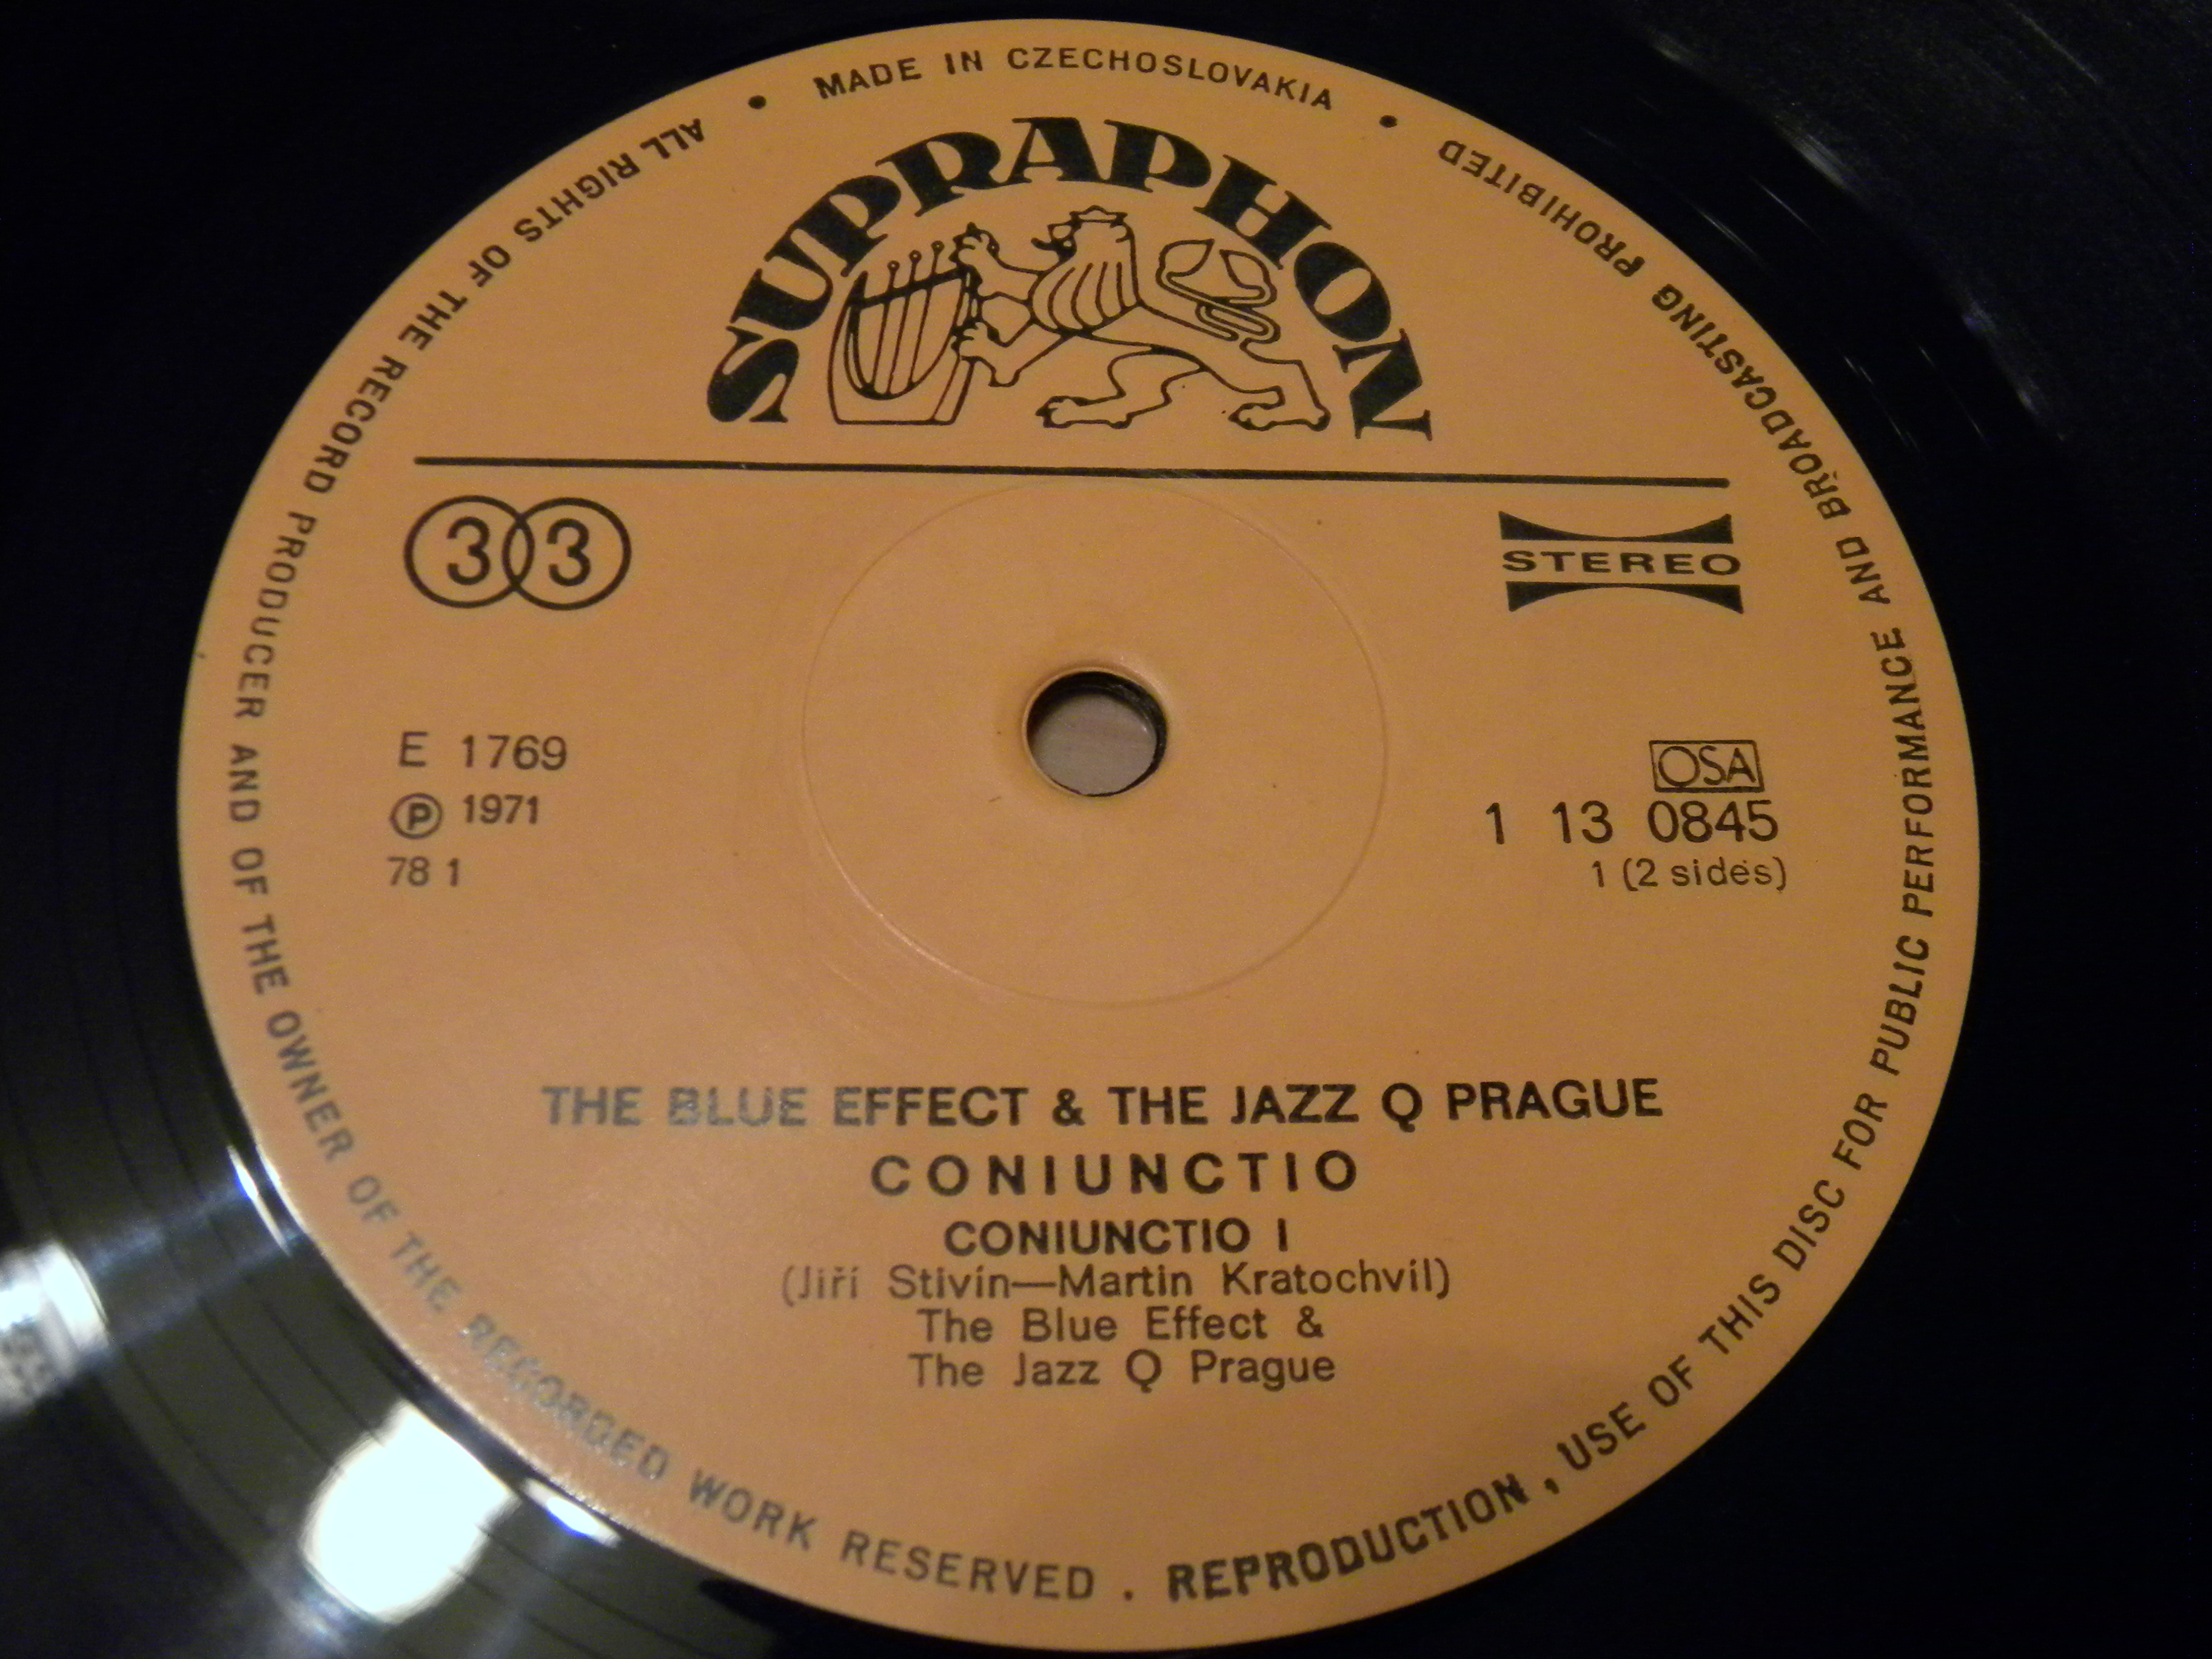 MADE IN CZECHOSLOVAKIA •
ALL RIGHTS OF THE RECORD PRODUCER AND OF THE OWNER OF THE RECORDED WORK RESERVED . REPRODUCTION, USE OF THIS DISC FOR PUBLIC PERFORMANCE AND BROADCASTING PROHIBITED •
SUPRAPHON
33
STEREO
E 1769
℗ 1971
78 1
OSA
1 13 0845
1 (2 sides)
THE BLUE EFFECT & THE JAZZ Q PRAGUE
CONIUNCTIO
CONIUNCTIO I
(Jiří Stivín—Martin Kratochvíl)
The Blue Effect &
The Jazz Q Prague